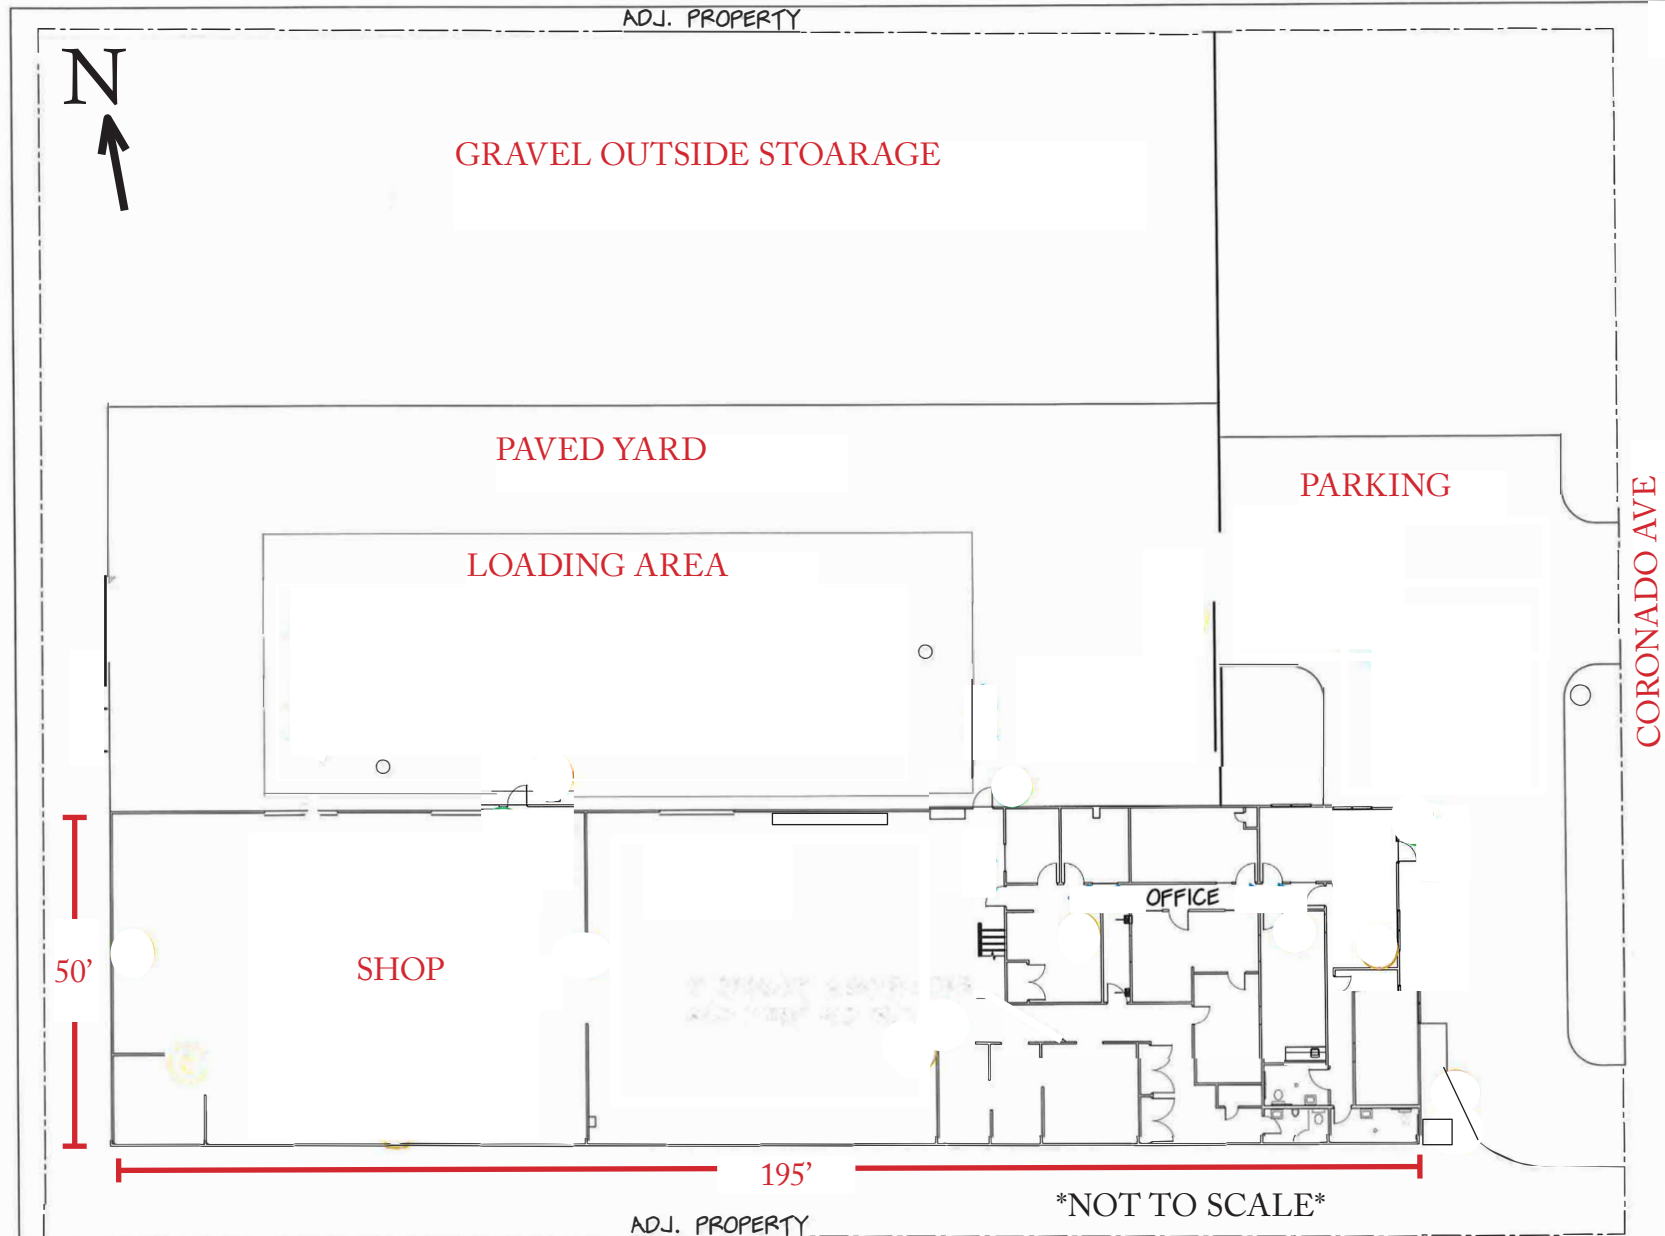 ADJ. PROPERTY
N
GRAVEL OUTSIDE STOARAGE
PAVED YARD
PARKING
LOADING AREA
CORONADO AVE
OFFICE
SHOP
50'
195'
*NOT TO SCALE*
ADJ. PROPERTY